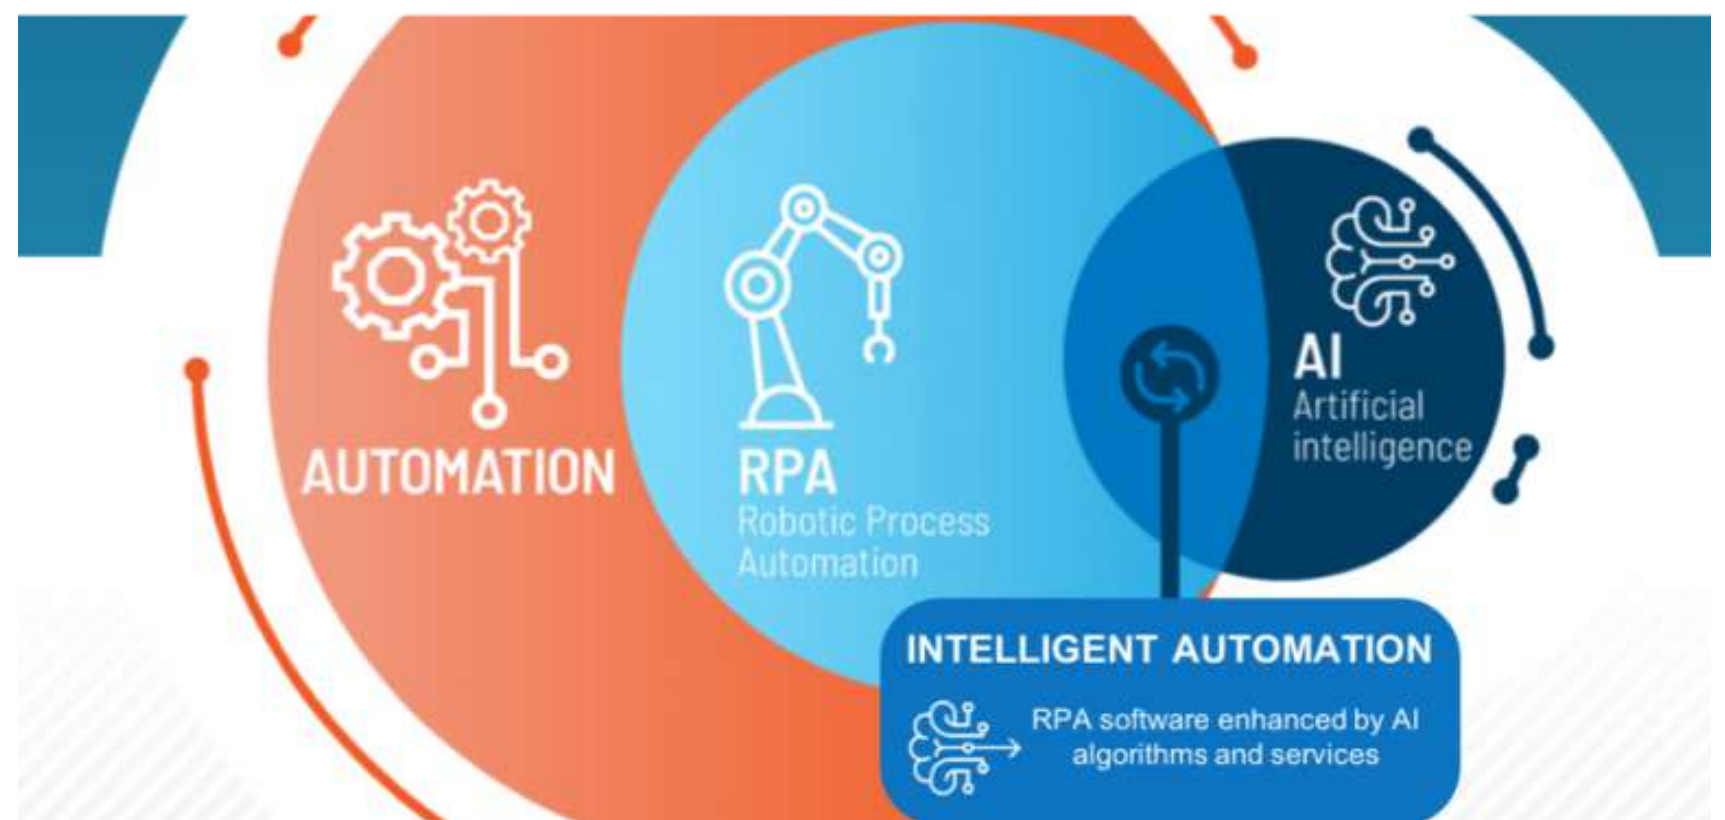 AUTOMATION
RPA
Robotic Process
Automation
AI
Artificial
intelligence
INTELLIGENT AUTOMATION
RPA software enhanced by AI
algorithms and services